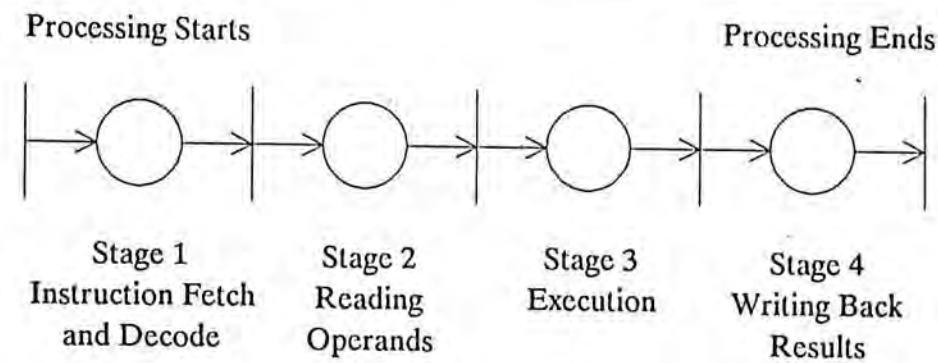 Processing Starts
Processing Ends
Stage 1
Instruction Fetch
and Decode
Stage 2
Reading
Operands
Stage 3
Execution
Stage 4
Writing Back
Results